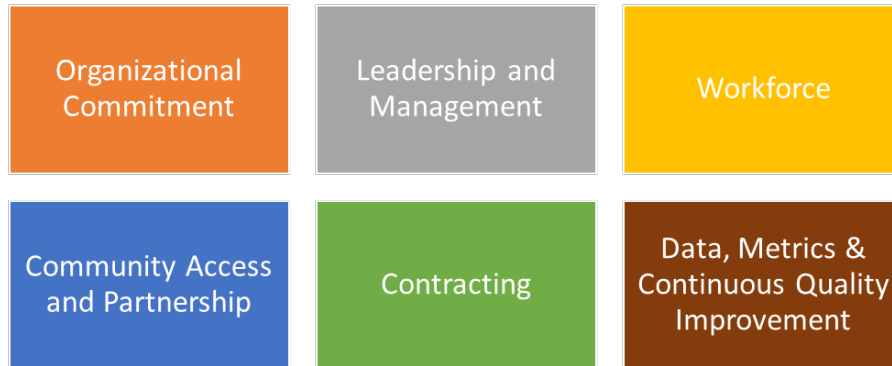 Organizational
Commitment
Leadership and
Management
Workforce
Community Access
and Partnership
Contracting
Data, Metrics &
Continuous Quality
Improvement